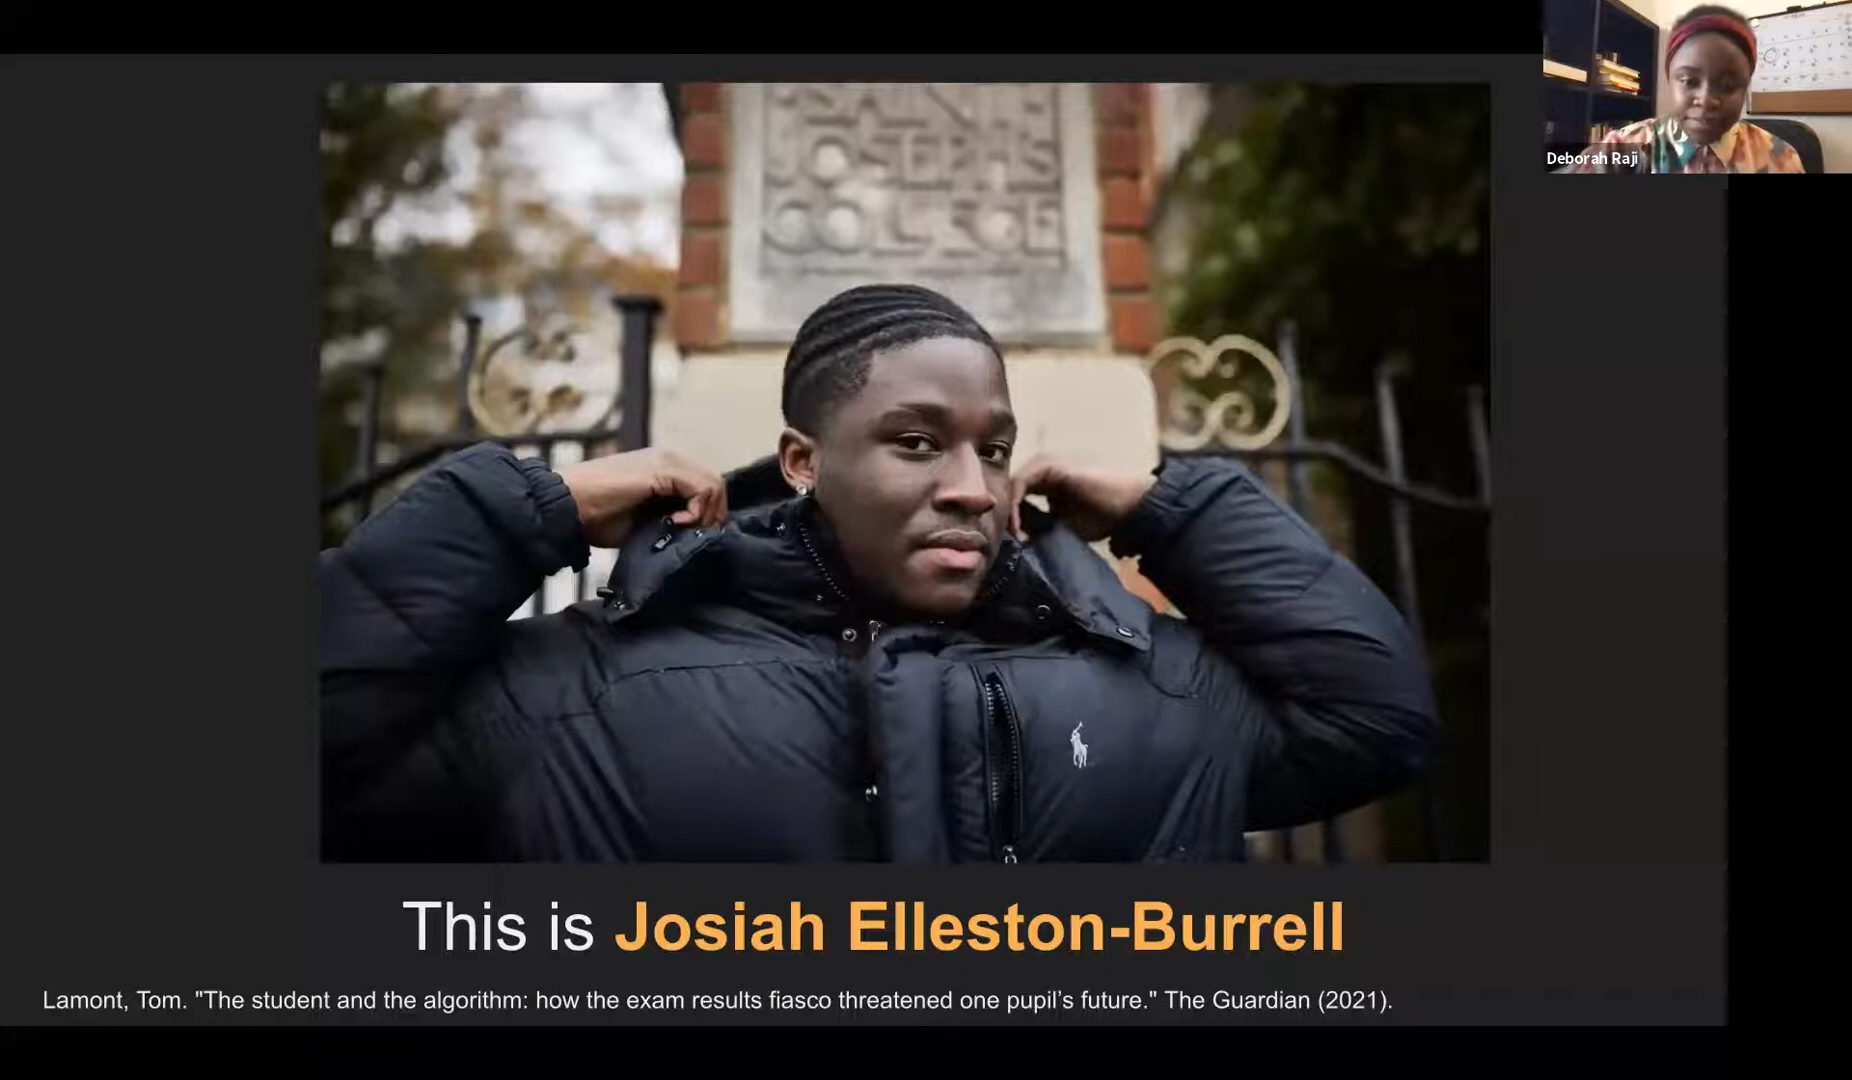 SAINT
JOSEPH'S
COLLEGE
Deborah Raji
This is Josiah Elleston-Burrell
Lamont, Tom. "The student and the algorithm: how the exam results fiasco threatened one pupil’s future." The Guardian (2021).